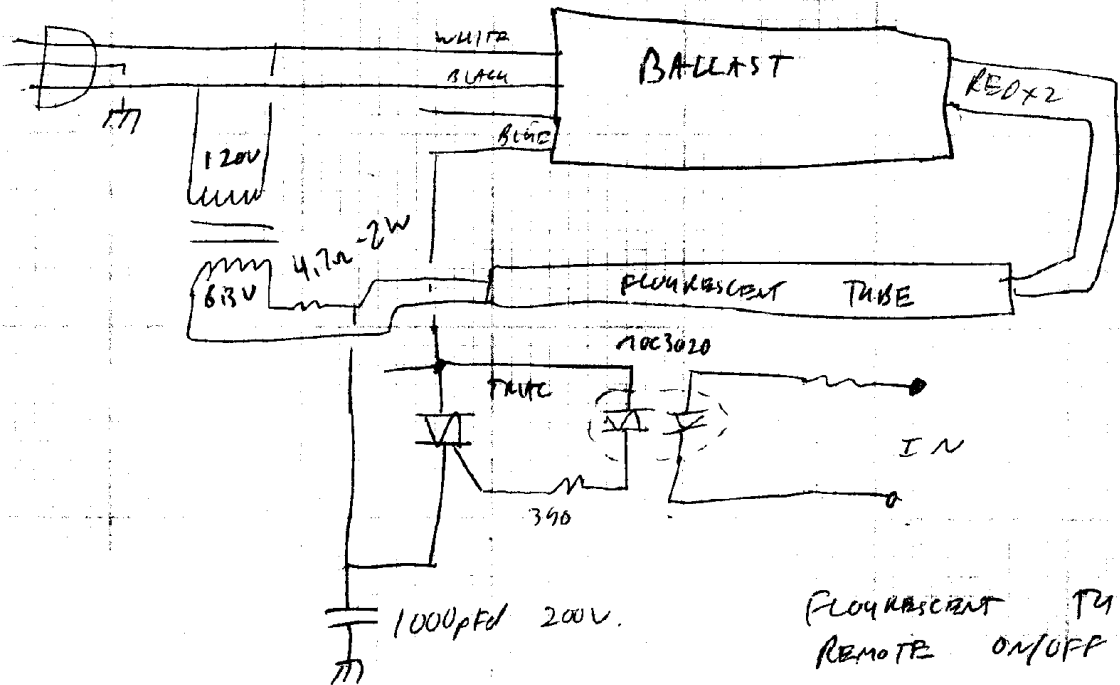 WHITE
BALLAST
BLACK
RED x2
BLUE
120V
4.7Ω-2W
6.3V
FLOURESCENT TUBE
MOC3020
TRIAC
IN
390
1000pFd 200V.
FLOURESCENT TU
REMOTE ON/OFF